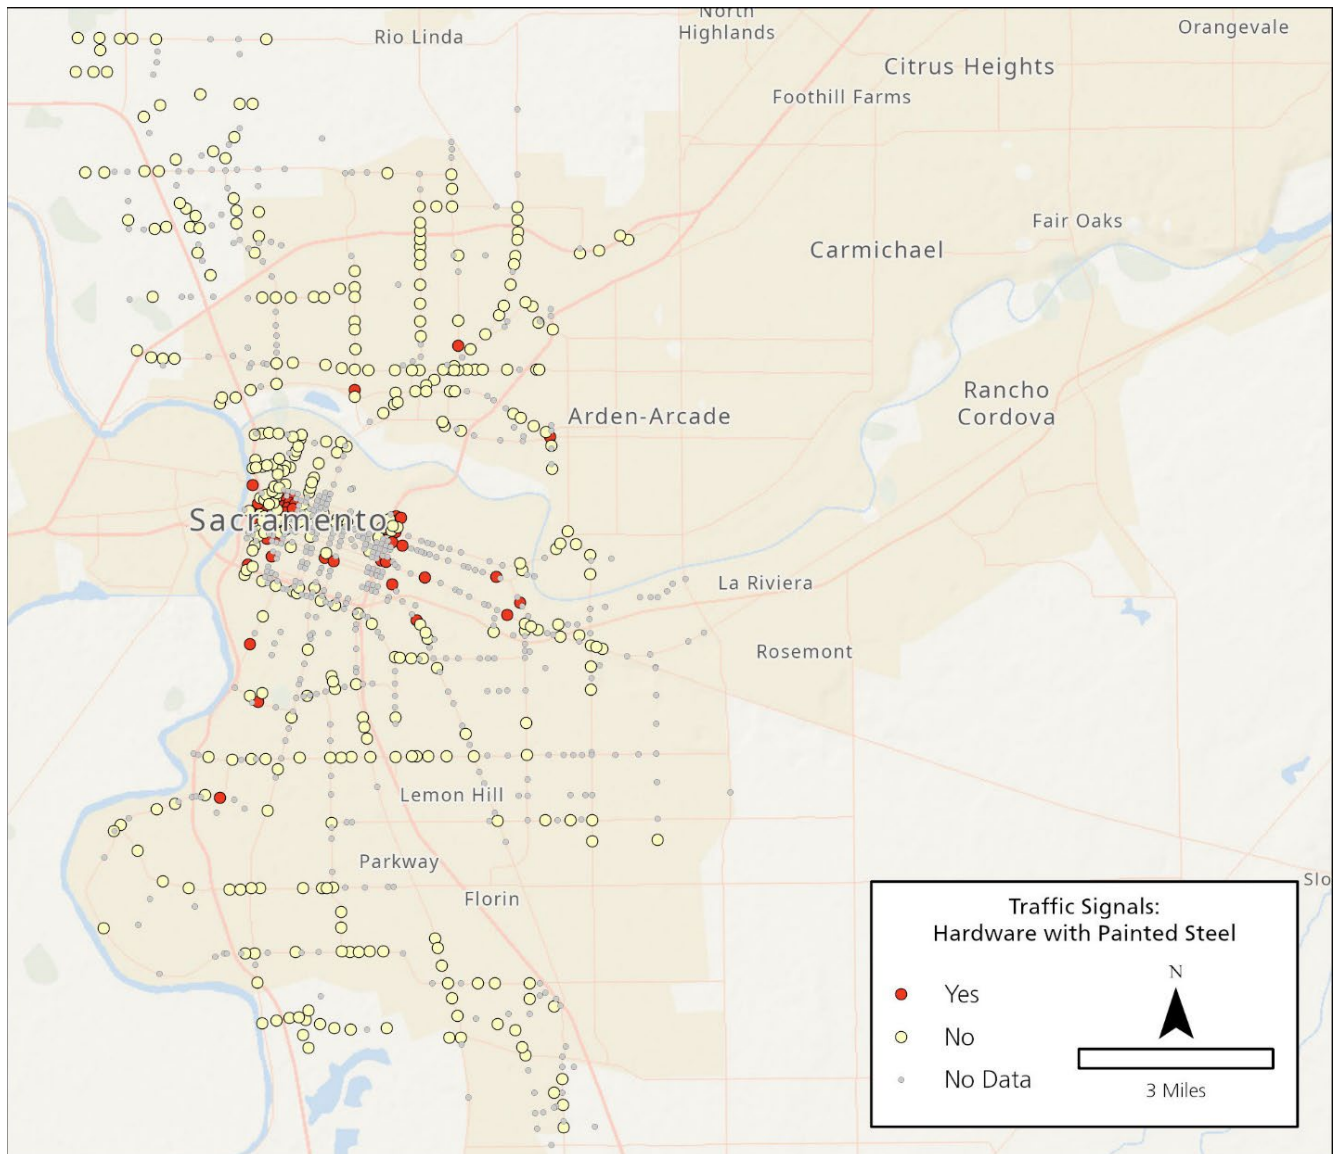 North
Highlands
Orangevale
Rio Linda
Citrus Heights
Foothill Farms
Fair Oaks
Carmichael
Rancho
Cordova
Arden-Arcade
Sacramento
La Riviera
Rosemont
Lemon Hill
Parkway
Florin
Slo
Traffic Signals:
Hardware with Painted Steel
N
Yes
No
No Data
3 Miles